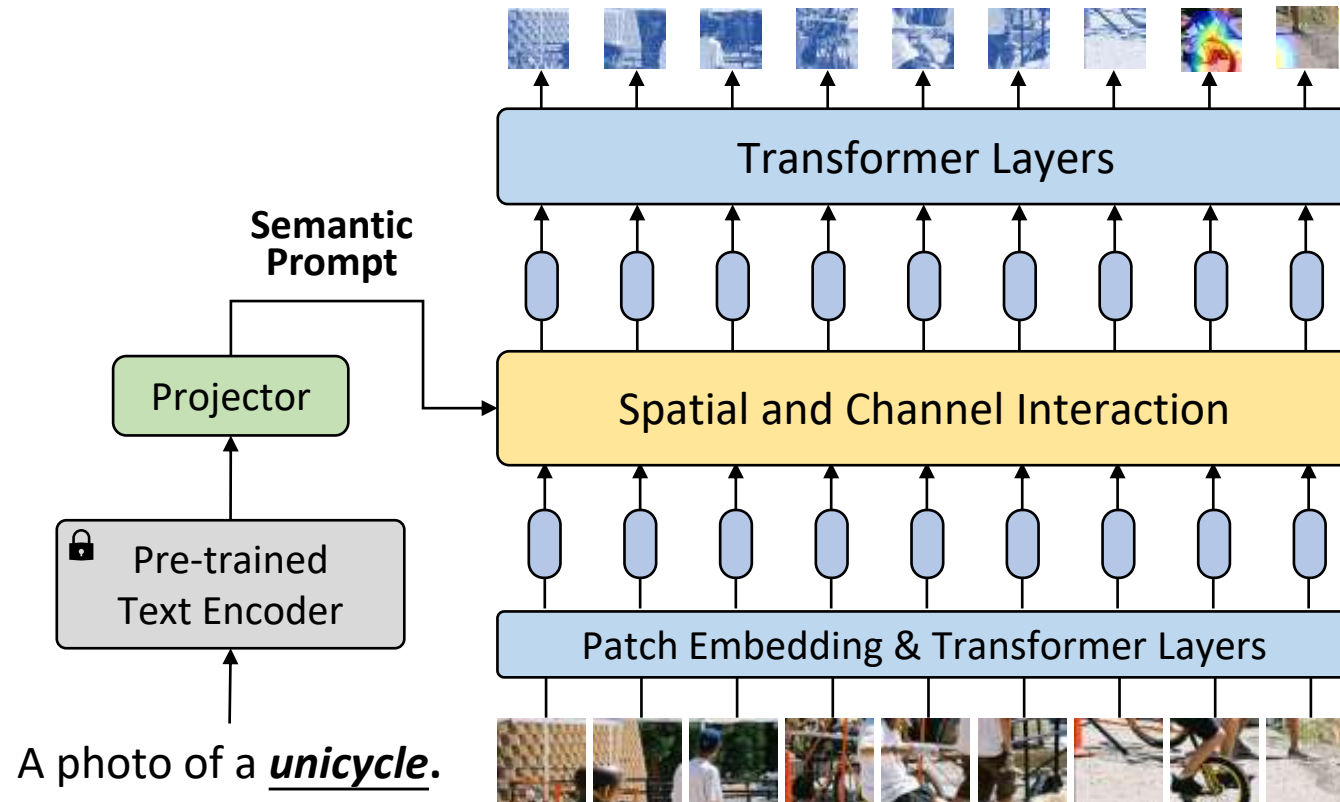 Transformer Layers
Semantic
Prompt
Projector
Spatial and Channel Interaction
Pre-trained
Text Encoder
Patch Embedding & Transformer Layers
A photo of a unicycle.